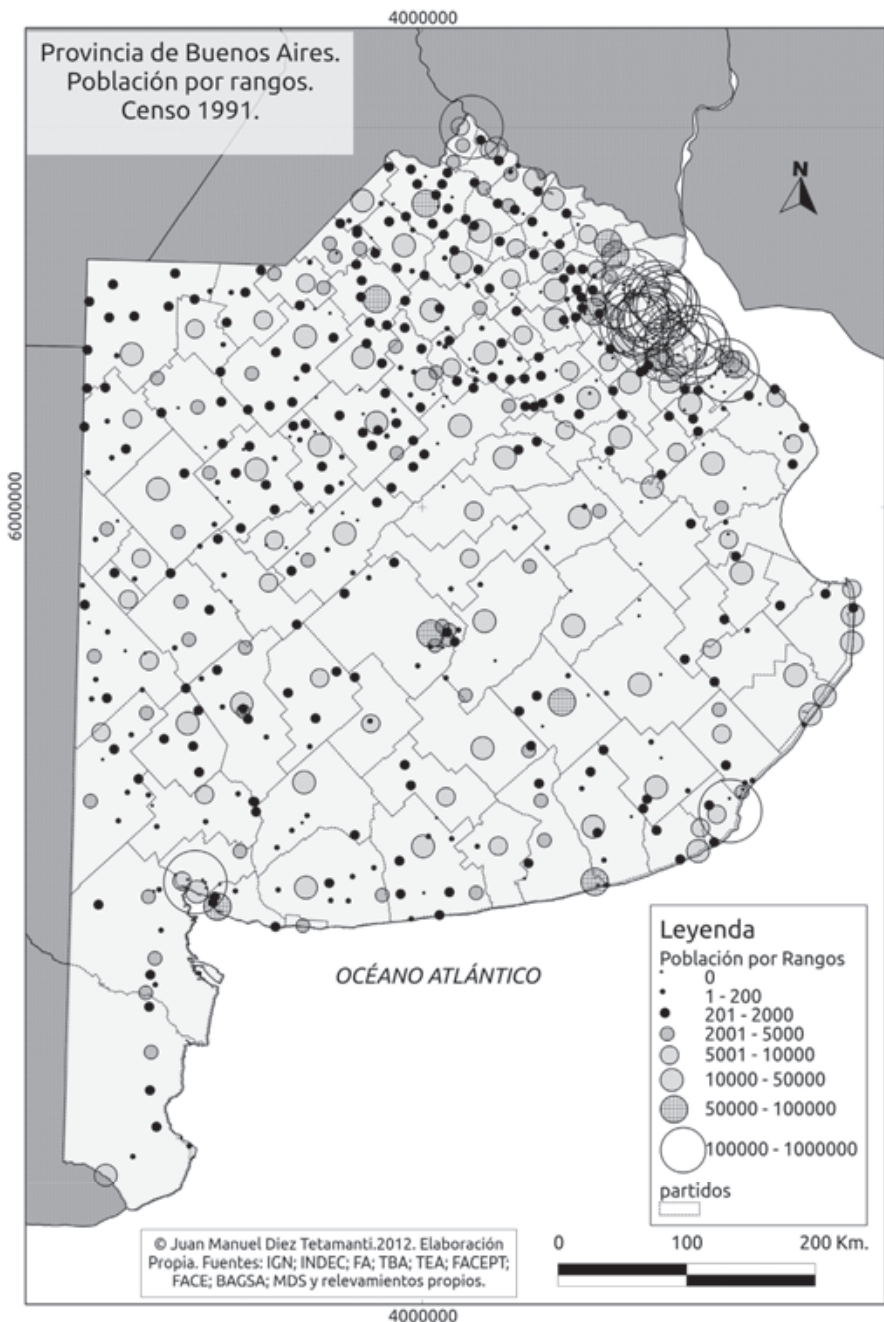 4000000
Provincia de Buenos Aires.
Población por rangos.
Censo 1991.
N
6000000
OCÉANO ATLÁNTICO
Leyenda
Población por Rangos
0
1 - 200
201 - 2000
2001 - 5000
5001 - 10000
10000 - 50000
50000 - 100000
100000 - 1000000
partidos
© Juan Manuel Diez Tetamanti.2012. Elaboración
Propia. Fuentes: IGN; INDEC; FA; TBA; TEA; FACEPT;
FACE; BAGSA; MDS y relevamientos propios.
0 100 200 Km.
4000000